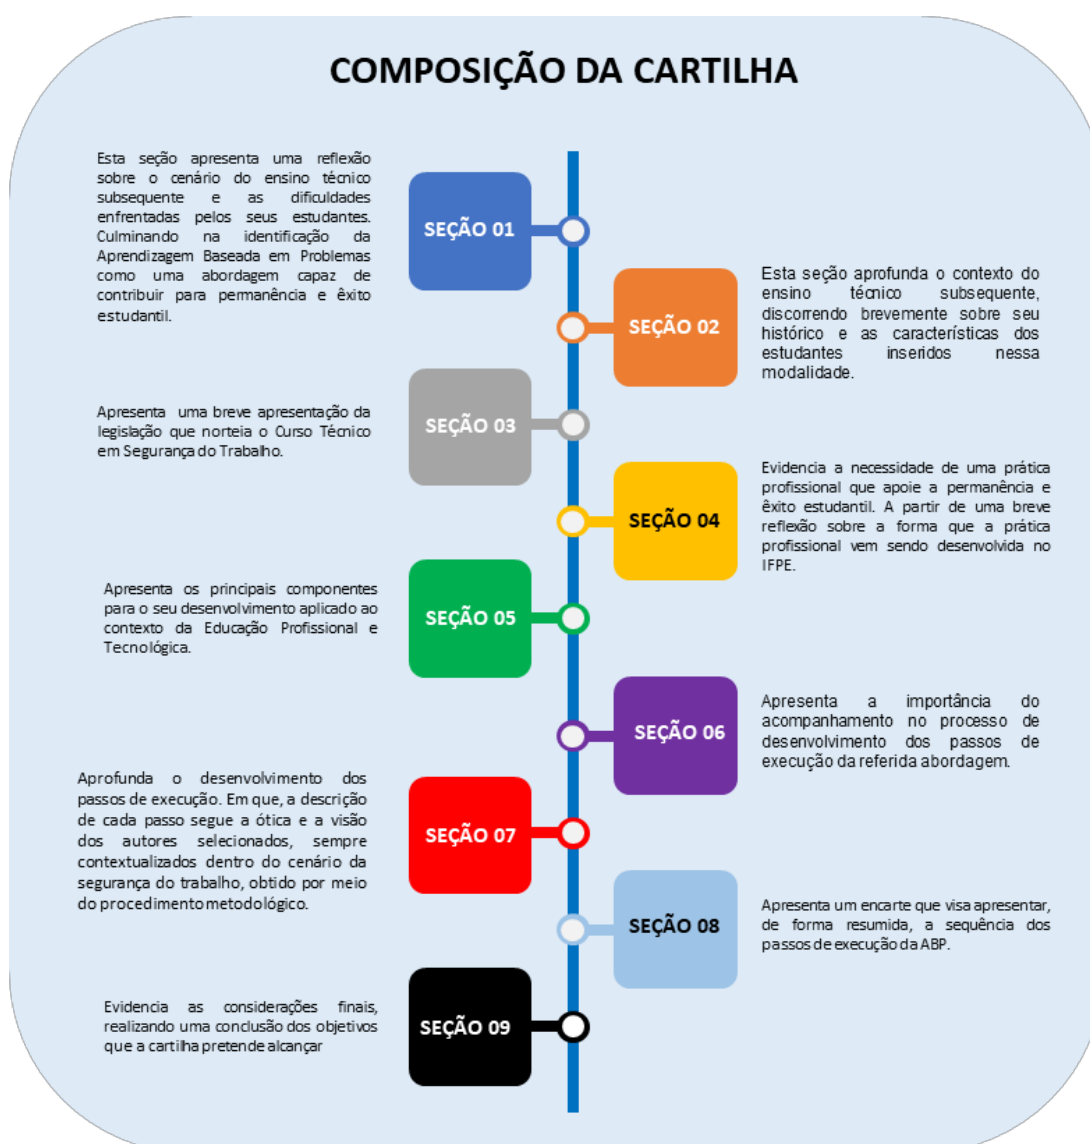 COMPOSIÇÃO DA CARTILHA
Esta seção apresenta uma reflexão
sobre o cenário do ensino técnico
subsequente e as dificuldades
enfrentadas pelos seus estudantes.
Culminando na identificação da
Aprendizagem Baseada em Problemas
como uma abordagem capaz de
contribuir para permanência e êxito
estudantil.
SEÇÃO 01
SEÇÃO 02
Esta seção aprofunda o contexto do
ensino técnico subsequente,
discorrendo brevemente sobre seu
histórico e as características dos
estudantes inseridos nessa
modalidade.
Apresenta uma breve apresentação da
legislação que norteia o Curso Técnico
em Segurança do Trabalho.
SEÇÃO 03
SEÇÃO 04
Evidencia a necessidade de uma prática
profissional que apoie a permanência e
êxito estudantil. A partir de uma breve
reflexão sobre a forma que a prática
profissional vem sendo desenvolvida no
IFPE.
Apresenta os principais componentes
para o seu desenvolvimento aplicado ao
contexto da Educação Profissional e
Tecnológica.
SEÇÃO 05
SEÇÃO 06
Apresenta a importância do
acompanhamento no processo de
desenvolvimento dos passos de
execução da referida abordagem.
Aprofunda o desenvolvimento dos
passos de execução. Em que, a descrição
de cada passo segue a ótica e a visão
dos autores selecionados, sempre
contextualizados dentro do cenário da
segurança do trabalho, obtido por meio
do procedimento metodológico.
SEÇÃO 07
SEÇÃO 08
Apresenta um encarte que visa apresentar,
de forma resumida, a sequência dos
passos de execução da ABP.
Evidencia as considerações finais,
realizando uma conclusão dos objetivos
que a cartilha pretende alcançar
SEÇÃO 09